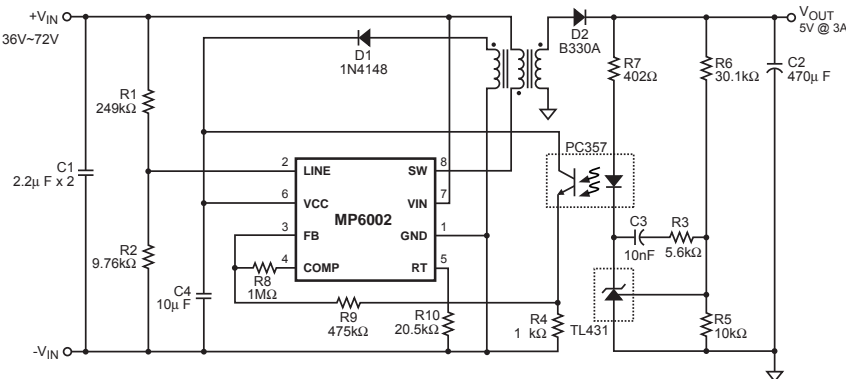 +VIN
36V~72V
D1
1N4148
D2
B330A
VOUT
5V @ 3A
R7
402Ω
R6
30.1kΩ
C2
470μ F
R1
249kΩ
C1
2.2μ F x 2
R2
9.76kΩ
C4
10μ F
2
LINE
SW
8
6
VCC
VIN
7
MP6002
3
FB
GND
1
4
COMP
RT
5
R8
1MΩ
R9
475kΩ
R10
20.5kΩ
R4
1 kΩ
PC357
C3
10nF
R3
5.6kΩ
TL431
R5
10kΩ
-VIN